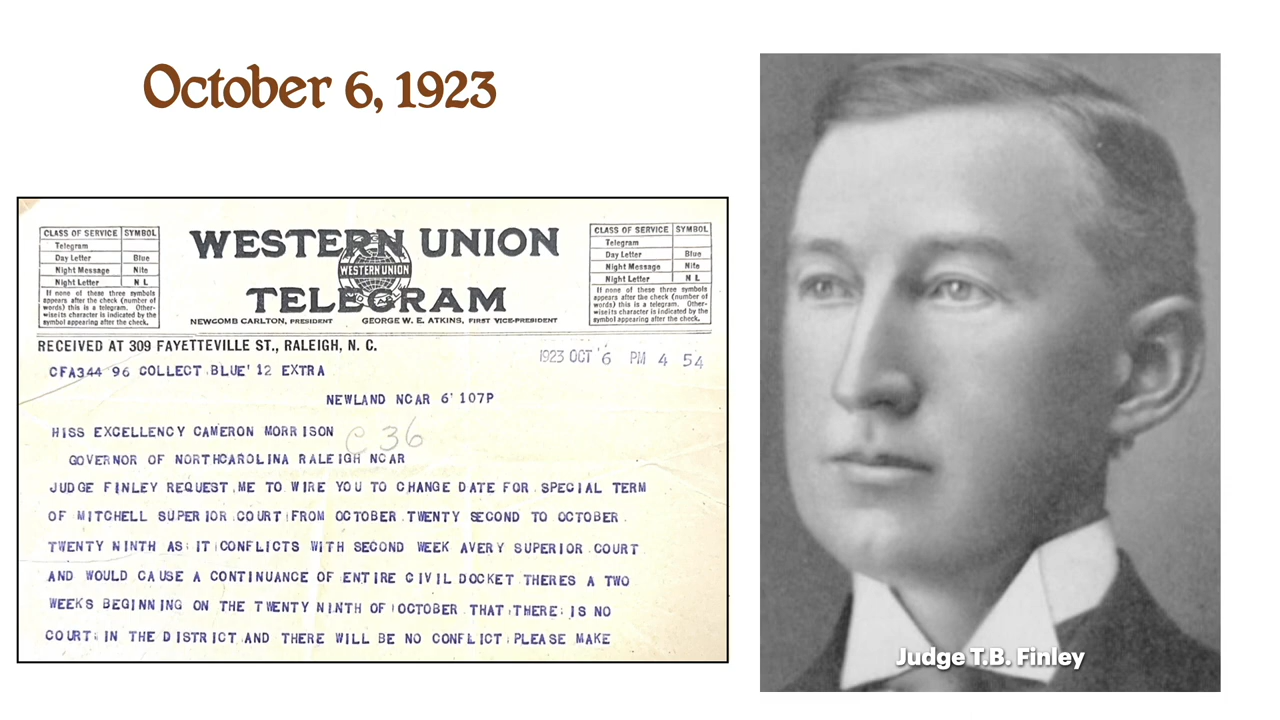 October 6, 1923
CLASS OF SERVICE SYMBOL
Telegram
Day Letter Blue
Night Message Nite
Night Letter N L
If none of these three symbols
appears after the check (number of
words) this is a telegram. Other-
wise its character is indicated by the
symbol appearing after the check.
WESTERN UNION
WESTERN UNION
TELEGRAM
NEWCOMB CARLTON, PRESIDENT GEORGE W. E. ATKINS, FIRST VICE-PRESIDENT
CLASS OF SERVICE SYMBOL
Telegram
Day Letter Blue
Night Message Nite
Night Letter N L
If none of these three symbols
appears after the check (number of
words) this is a telegram. Other-
wise its character is indicated by the
symbol appearing after the check.
RECEIVED AT 309 FAYETTEVILLE ST., RALEIGH, N. C.
1923 OCT 6 PM 4 54
CFA344 96 COLLECT BLUE' 12 EXTRA
NEWLAND NCAR 6' 107P
HISS EXCELLENCY CAMERON MORRISON
C 36
GOVERNOR OF NORTHCAROLINA RALEIGH NCAR
JUDGE FINLEY REQUEST ME TO WIRE YOU TO CHANGE DATE FOR SPECIAL TERM
OF MITCHELL SUPERIOR COURT FROM OCTOBER TWENTY SECOND TO OCTOBER
TWENTY NINTH AS IT CONFLICTS WITH SECOND WEEK AVERY SUPERIOR COURT
AND WOULD CAUSE A CONTINUANCE OF ENTIRE CIVIL DOCKET THERES A TWO
WEEKS BEGINNING ON THE TWENTY NINTH OF OCTOBER THAT THERE IS NO
COURT IN THE DISTRICT AND THERE WILL BE NO CONFLICT PLEASE MAKE
Judge T.B. Finley